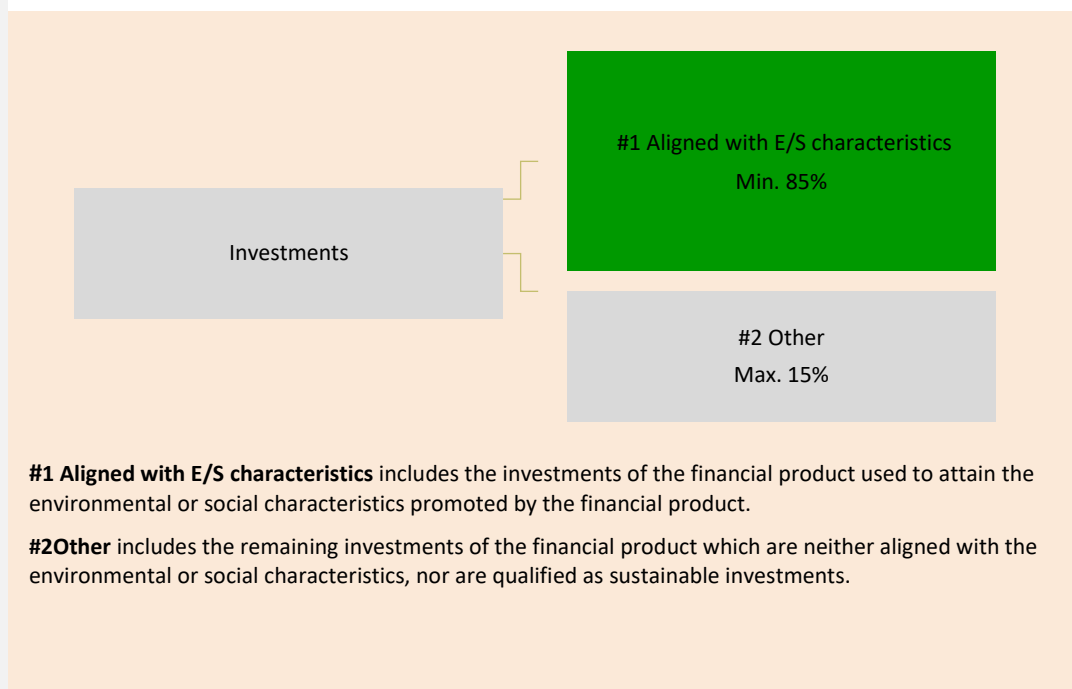 #1 Aligned with E/S characteristics
Min. 85%
Investments
#2 Other
Max. 15%
#1 Aligned with E/S characteristics includes the investments of the financial product used to attain the
environmental or social characteristics promoted by the financial product.
#2Other includes the remaining investments of the financial product which are neither aligned with the
environmental or social characteristics, nor are qualified as sustainable investments.